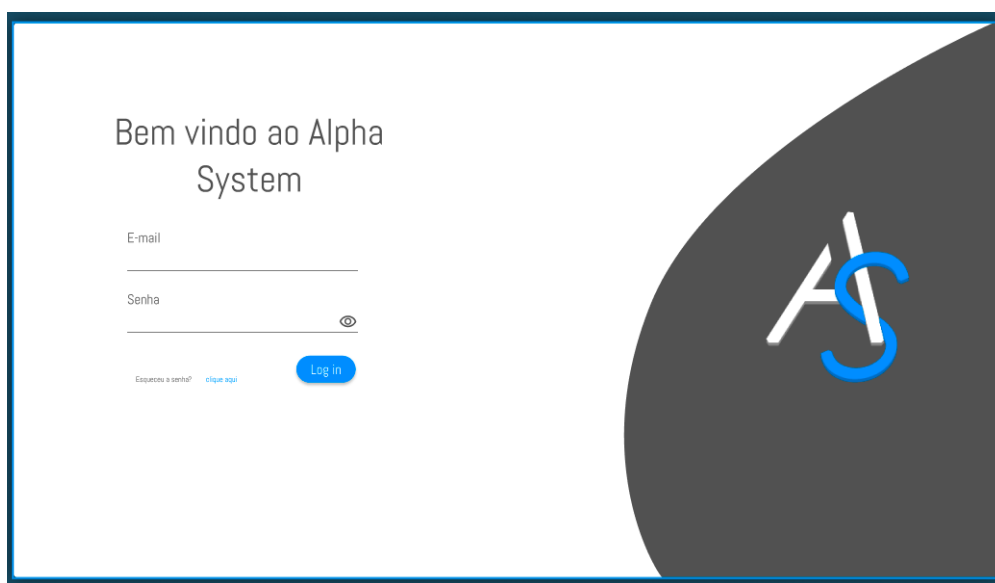 Bem vindo ao Alpha
System
E-mail
Senha
Esqueceu a senha? clique aqui
Log in
AS